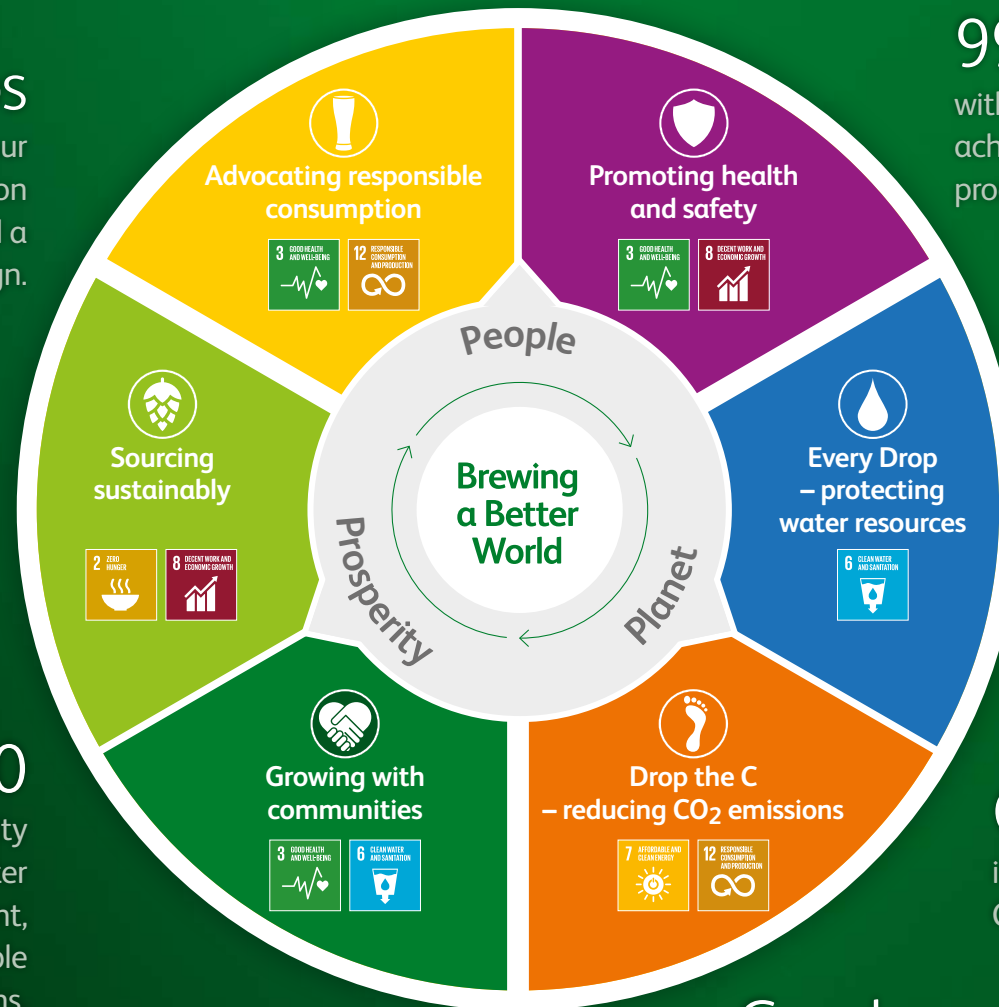 Advocating responsible
consumption
3 GOOD HEALTH
AND WELL-BEING
12 RESPONSIBLE
CONSUMPTION
AND PRODUCTION
Promoting health
and safety
3 GOOD HEALTH
AND WELL-BEING
8 DECENT WORK AND
ECONOMIC GROWTH
Sourcing
sustainably
2 ZERO
HUNGER
8 DECENT WORK AND
ECONOMIC GROWTH
People
Brewing
a Better
World
Prosperity
Planet
Every Drop
– protecting
water resources
6 CLEAN WATER
AND SANITATION
Growing with
communities
3 GOOD HEALTH
AND WELL-BEING
6 CLEAN WATER
AND SANITATION
Drop the C
– reducing CO2 emissions
7 AFFORDABLE AND
CLEAN ENERGY
12 RESPONSIBLE
CONSUMPTION
AND PRODUCTION